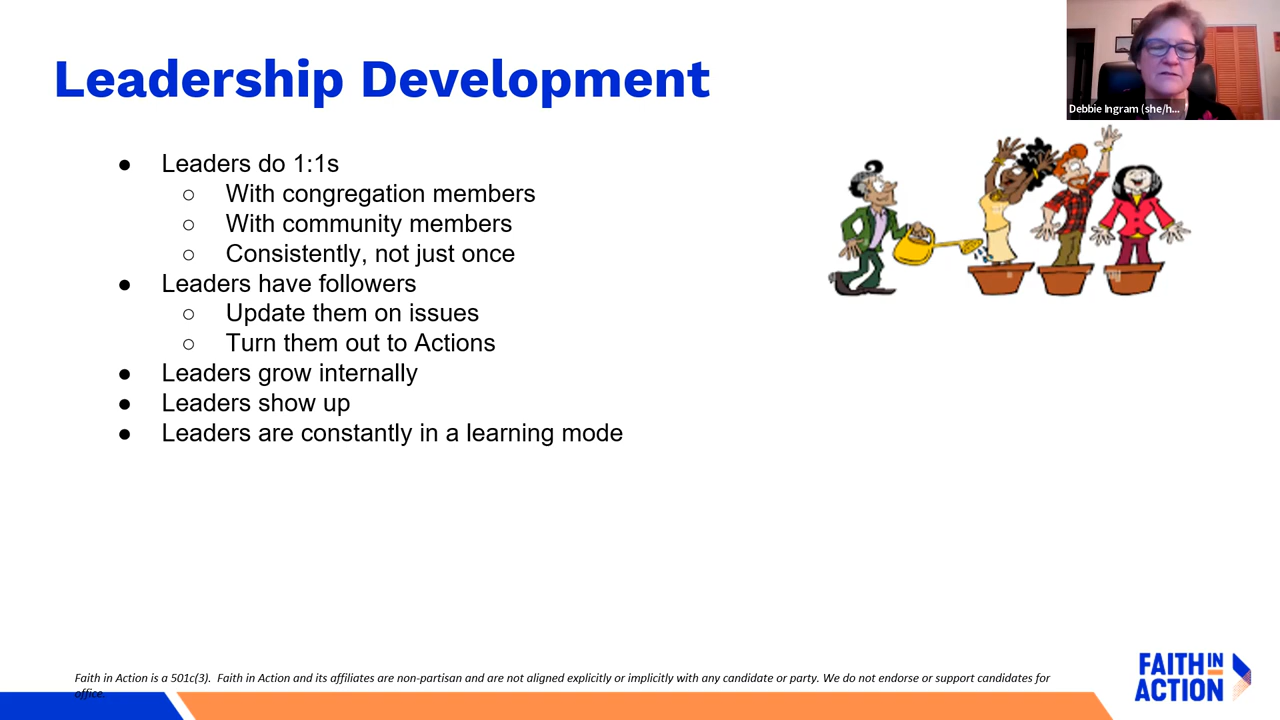 Leadership Development
Debbie Ingram (she/h...
● Leaders do 1:1s
○ With congregation members
○ With community members
○ Consistently, not just once
● Leaders have followers
○ Update them on issues
○ Turn them out to Actions
● Leaders grow internally
● Leaders show up
● Leaders are constantly in a learning mode
Faith in Action is a 501c(3).  Faith in Action and its affiliates are non-partisan and are not aligned explicitly or implicitly with any candidate or party. We do not endorse or support candidates for
office.
FAITH IN
ACTION